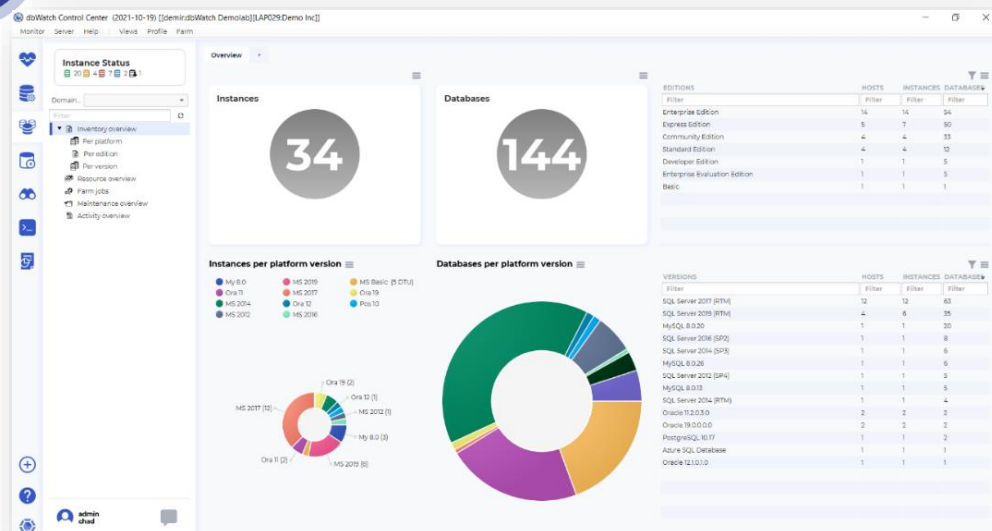 dbWatch Control Center (2021-10-19) [[demir:dbWatch Demolab][LAP029:Demo Inc]]
Monitor Server Help Views Profile Farm
Instance Status
20 4 7 2 1
Domain..
Filter
Inventory overview
Per platform
Per edition
Per version
Resource overview
Farm jobs
Maintenance overview
Activity overview
admin
chad
Overview +
Instances
34
Databases
144
EDITIONS HOSTS INSTANCES DATABASES
Filter Filter Filter Filter
Enterprise Edition 14 14 54
Express Edition 5 7 50
Community Edition 4 4 33
Standard Edition 4 4 12
Developer Edition 1 1 5
Enterprise Evaluation Edition 1 1 5
Basic 1 1 1
Instances per platform version
My 8.0 MS 2019 MS Basic (5 DTU)
Ora 11 MS 2017 Ora 19
MS 2014 Ora 12 Pos 10
MS 2012 MS 2016
Ora 19 (2)
Ora 12 (1)
MS 2017 (12)
MS 2012 (1)
My 8.0 (3)
Ora 11 (2)
MS 2019 (6)
Databases per platform version
VERSIONS HOSTS INSTANCES DATABASES
Filter Filter Filter Filter
SQL Server 2017 (RTM) 12 12 63
SQL Server 2019 (RTM) 4 6 35
MySQL 8.0.20 1 1 20
SQL Server 2016 (SP2) 1 1 8
SQL Server 2014 (SP3) 1 1 6
MySQL 8.0.26 1 1 6
SQL Server 2012 (SP4) 1 1 5
MySQL 8.0.13 1 1 5
SQL Server 2014 (RTM) 1 1 4
Oracle 11.2.0.3.0 2 2 2
Oracle 19.0.0.0.0 2 2 2
PostgreSQL 10.17 1 1 2
Azure SQL Database 1 1 1
Oracle 12.1.0.1.0 1 1 1